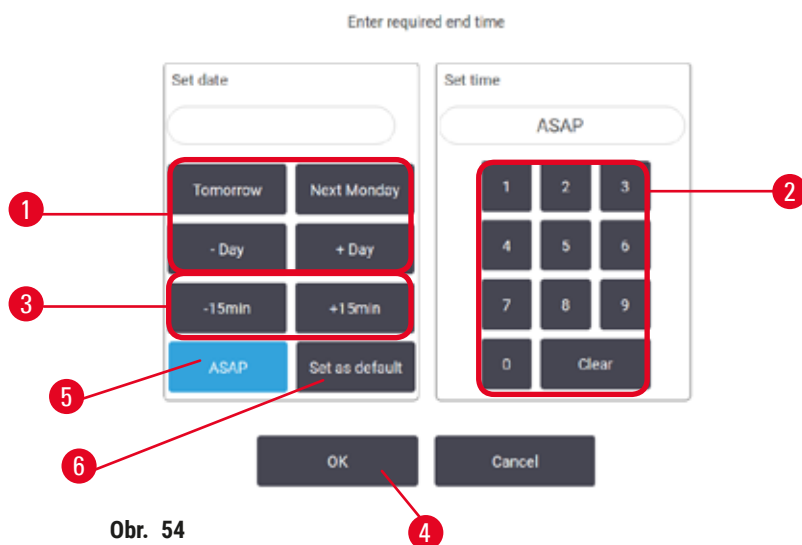 Enter required end time
Set date
Set time
ASAP
Tomorrow Next Monday
- Day + Day
-15min +15min
ASAP Set as default
1 2 3
4 5 6
7 8 9
0 Clear
OK Cancel
1
2
3
5
6
4
Obr. 54